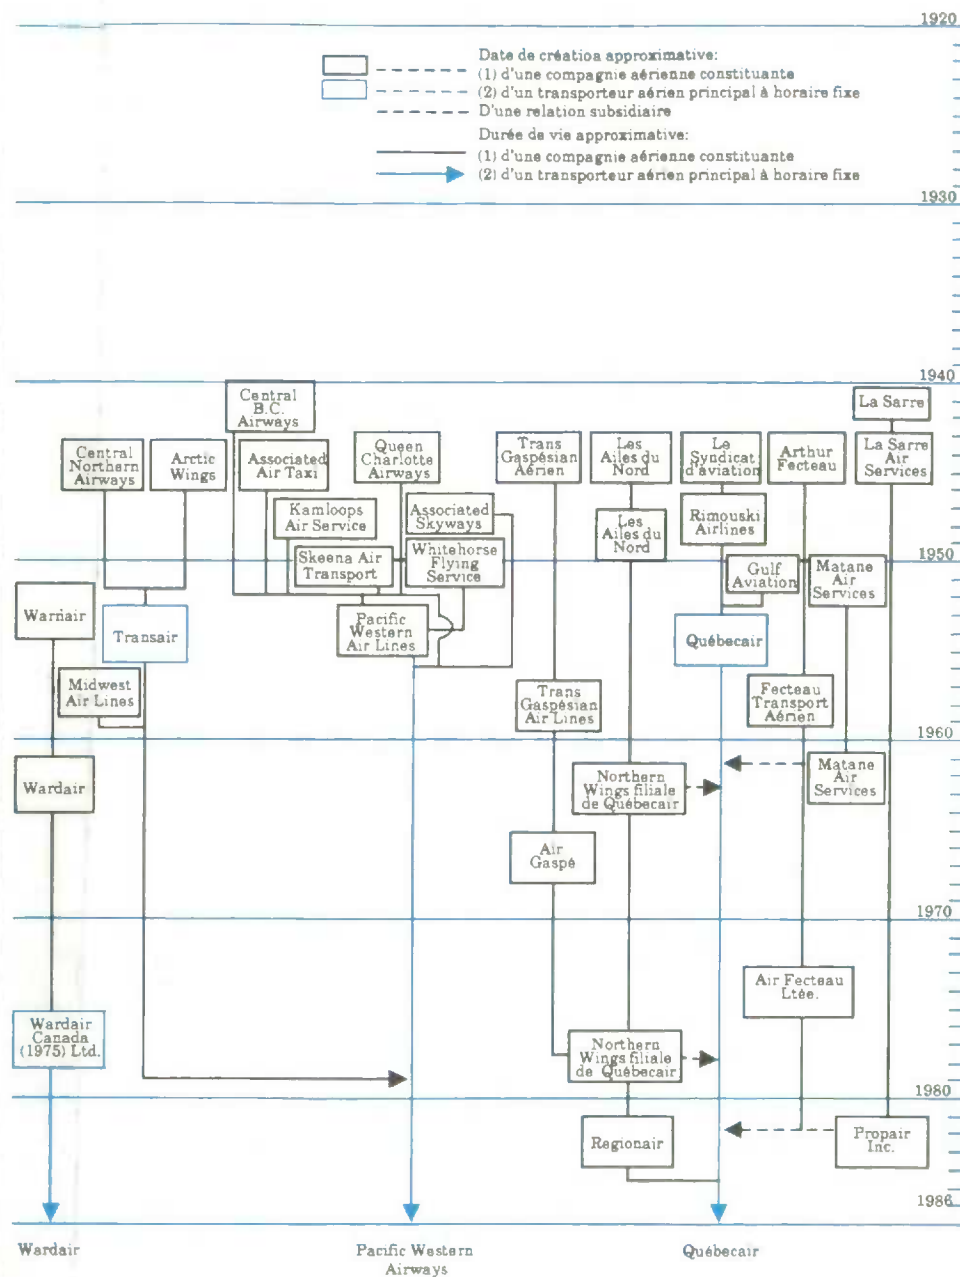 1920
Date de création approximative:
(1) d'une compagnie aérienne constituante
(2) d'un transporteur aérien principal à horaire fixe
D'une relation subsidiaire
Durée de vie approximative:
(1) d'une compagnie aérienne constituante
(2) d'un transporteur aérien principal à horaire fixe
1930
1940
Central
B.C.
Airways
La Sarre
Central
Northern
Airways
Arctic
Wings
Associated
Air Taxi
Queen
Charlotte
Airways
Trans
Gaspésian
Aérien
Les
Ailes du
Nord
Le
Syndicat
d'aviation
Arthur
Fecteau
La Sarre
Air
Services
Kamloops
Air Service
Associated
Skyways
Les
Ailes du
Nord
Rimouski
Airlines
1950
Skeena Air
Transport
Whitehorse
Flying
Service
Gulf
Aviation
Matane
Air
Services
Warriair
Transair
Pacific
Western
Air Lines
Québecair
Midwest
Air Lines
Trans
Gaspésian
Air Lines
Fecteau
Transport
Aérien
1960
Wardair
Northern
Wings filiale
de Québecair
Matane
Air
Services
Air
Gaspé
1970
Air Fecteau
Ltée.
Wardair
Canada
(1975) Ltd.
Northern
Wings filiale
de Québecair
1980
Regionair
Propair
Inc.
1986
Wardair
Pacific Western
Airways
Québecair